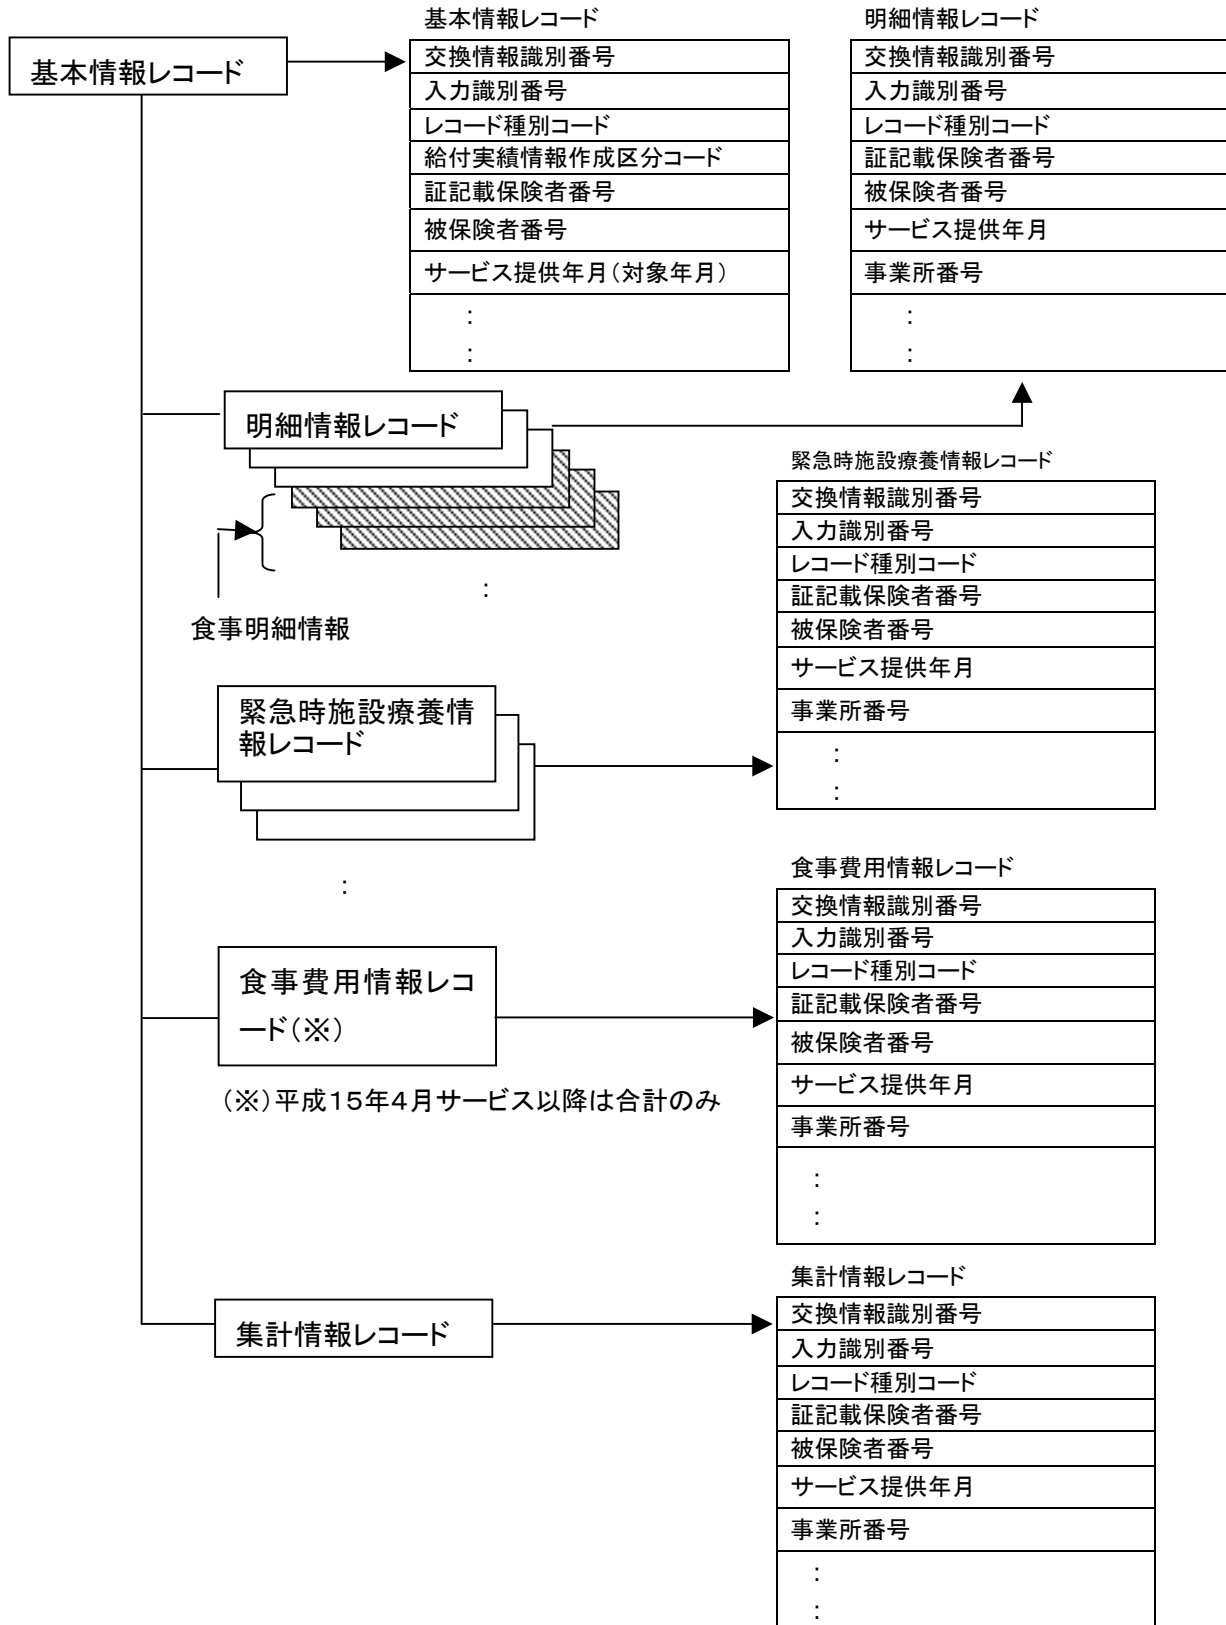 基本情報レコード
基本情報レコード
交換情報識別番号
入力識別番号
レコード種別コード
給付実績情報作成区分コード
証記載保険者番号
被保険者番号
サービス提供年月(対象年月)
:
:
明細情報レコード
交換情報識別番号
入力識別番号
レコード種別コード
証記載保険者番号
被保険者番号
サービス提供年月
事業所番号
:
:
明細情報レコード
:
食事明細情報
緊急時施設療養情報レコード
交換情報識別番号
入力識別番号
レコード種別コード
証記載保険者番号
被保険者番号
サービス提供年月
事業所番号
:
:
緊急時施設療養情
報レコード
:
食事費用情報レコード
交換情報識別番号
入力識別番号
レコード種別コード
証記載保険者番号
被保険者番号
サービス提供年月
事業所番号
:
:
食事費用情報レコ
ード(※)
(※)平成15年4月サービス以降は合計のみ
集計情報レコード
集計情報レコード
交換情報識別番号
入力識別番号
レコード種別コード
証記載保険者番号
被保険者番号
サービス提供年月
事業所番号
:
: